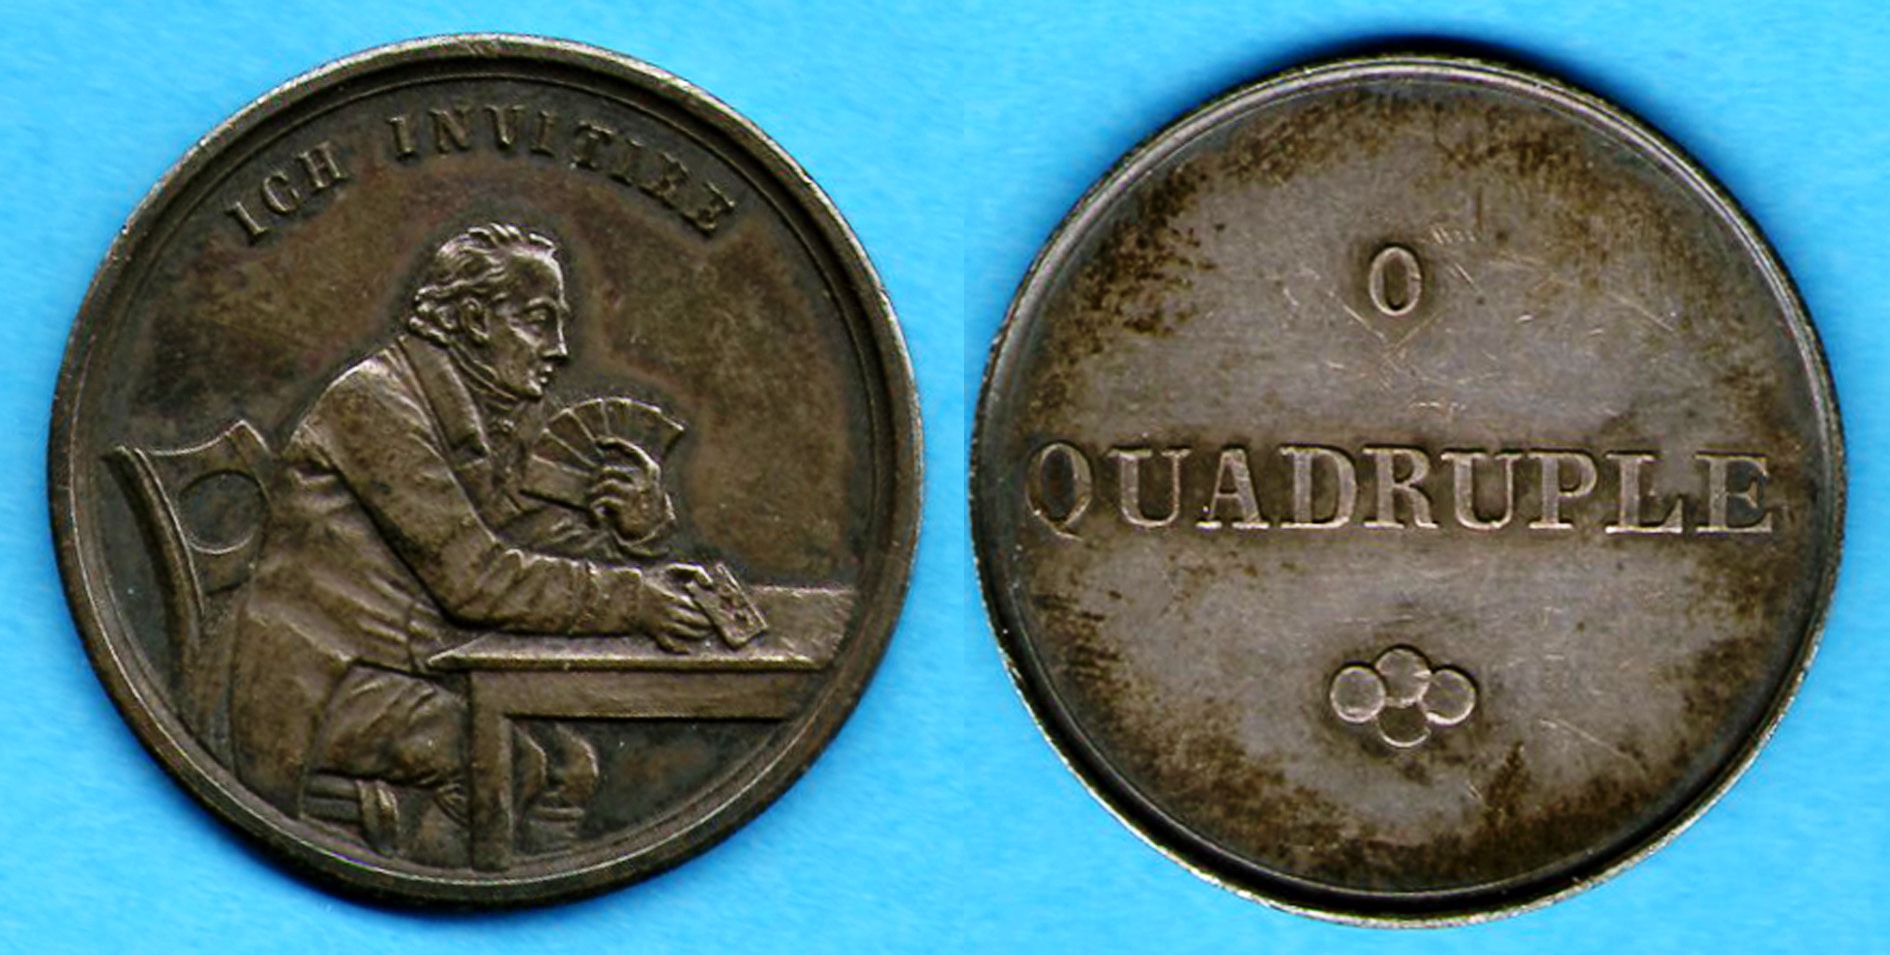 ICH INVITIRE
O
QUADRUPLE